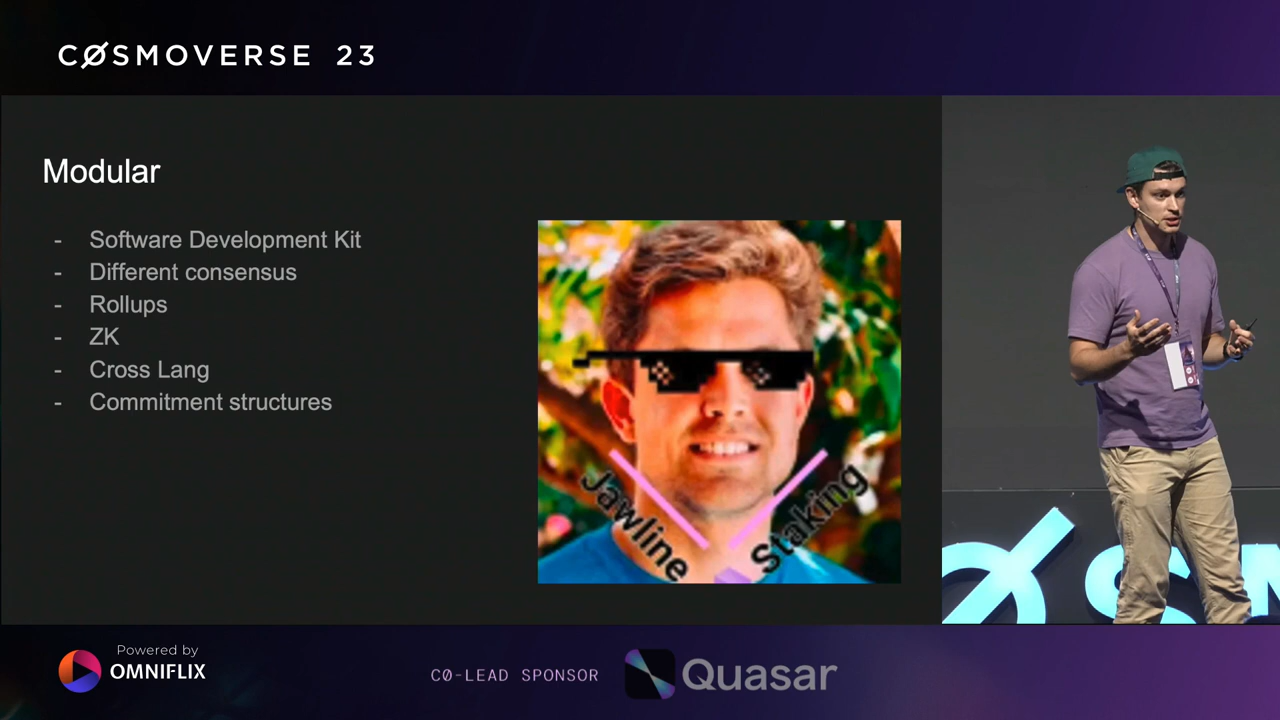 CØSMOVERSE 23
Modular
- Software Development Kit
- Different consensus
- Rollups
- ZK
- Cross Lang
- Commitment structures
Jawline
Staking
Powered by
OMNIFLIX
CØ-LEAD SPONSOR
Quasar